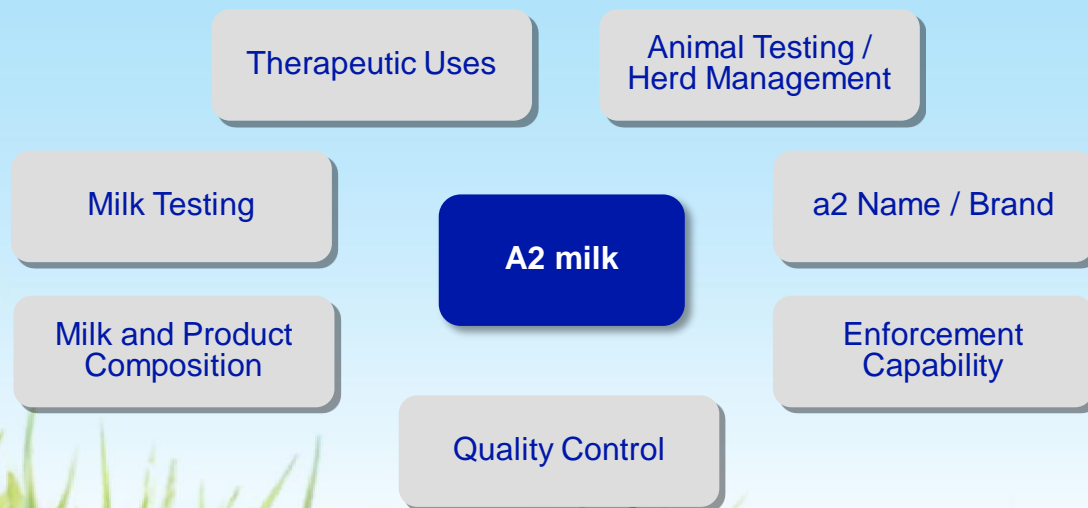 Therapeutic Uses
Animal Testing /
Herd Management
Milk Testing
A2 milk
a2 Name / Brand
Milk and Product
Composition
Enforcement
Capability
Quality Control